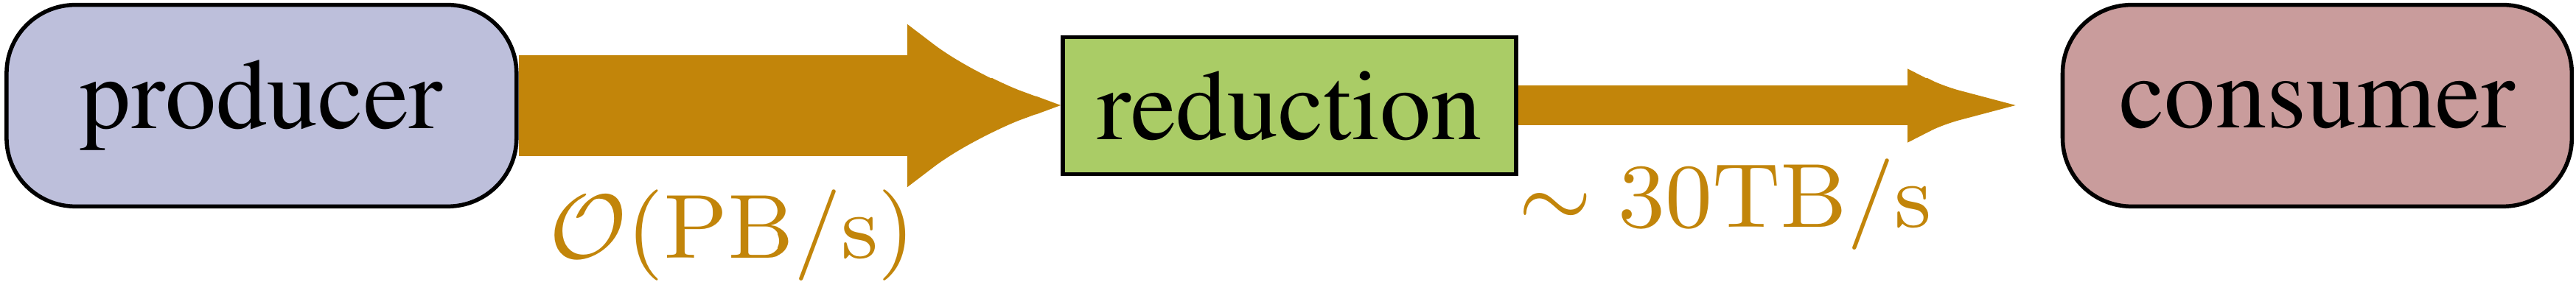 producer
reduction
consumer
𝒪(PB/s)
∼ 30TB/s